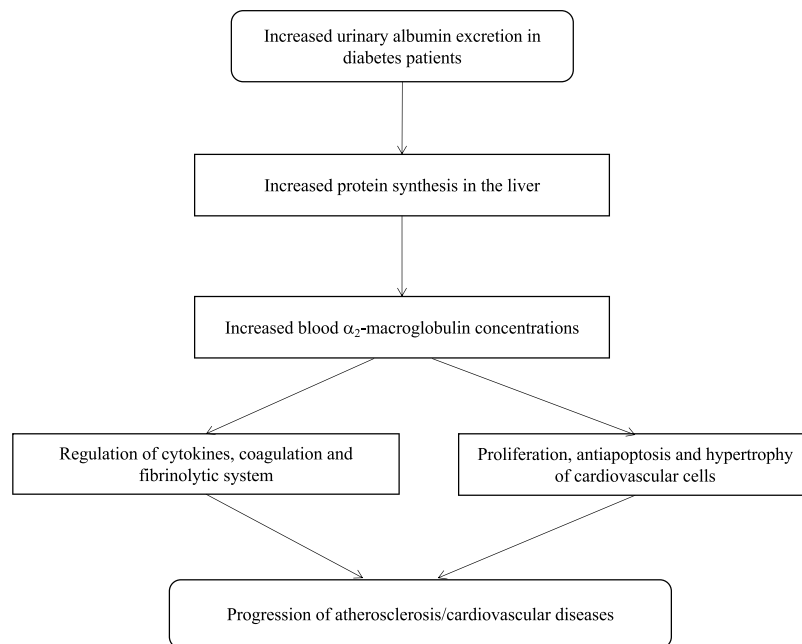 Increased urinary albumin excretion in
diabetes patients
Increased protein synthesis in the liver
Increased blood α₂-macroglobulin concentrations
Regulation of cytokines, coagulation and
fibrinolytic system
Proliferation, antiapoptosis and hypertrophy
of cardiovascular cells
Progression of atherosclerosis/cardiovascular diseases